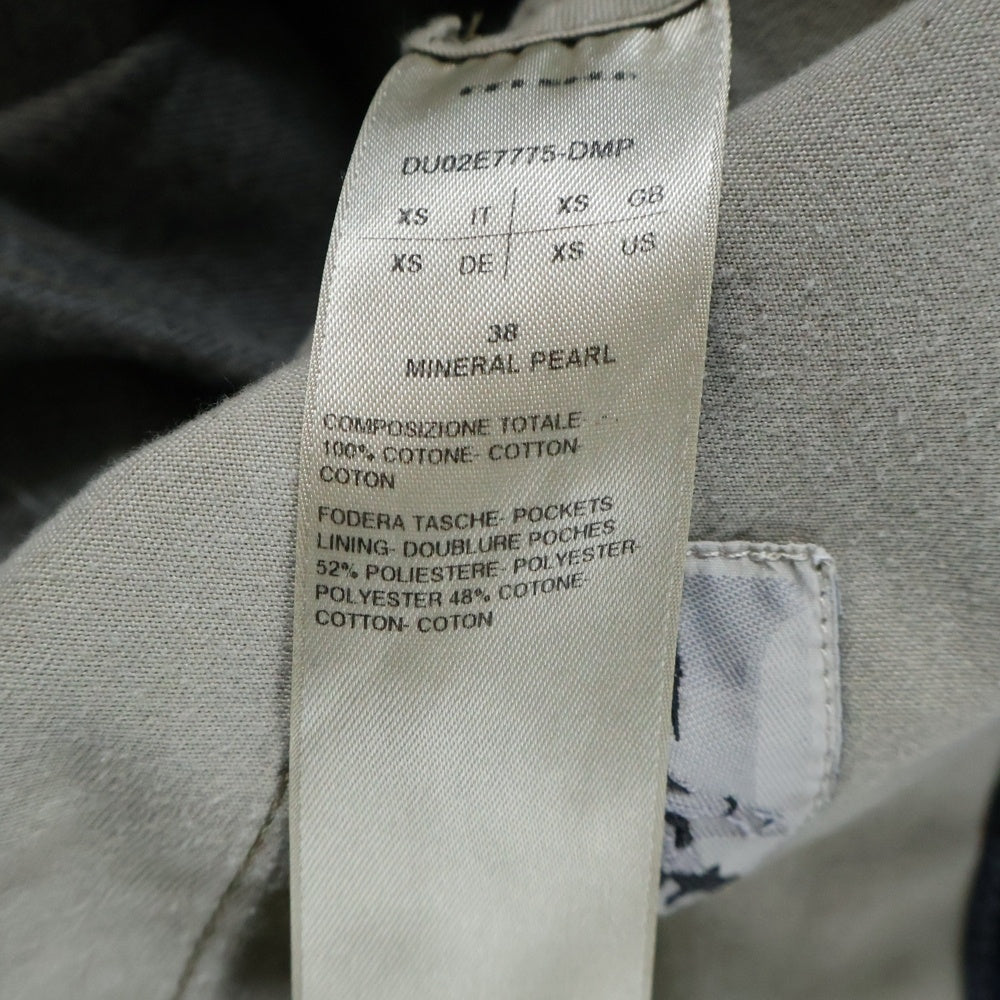 DU02E7775-DMP
XS IT XS GB
XS DE XS US
38
MINERAL PEARL
COMPOSIZIONE TOTALE
100% COTONE- COTTON-
COTON
FODERA TASCHE- POCKETS
LINING- DOUBLURE POCHES
52% POLIESTERE- POLYESTER-
POLYESTER 48% COTONE-
COTTON- COTON